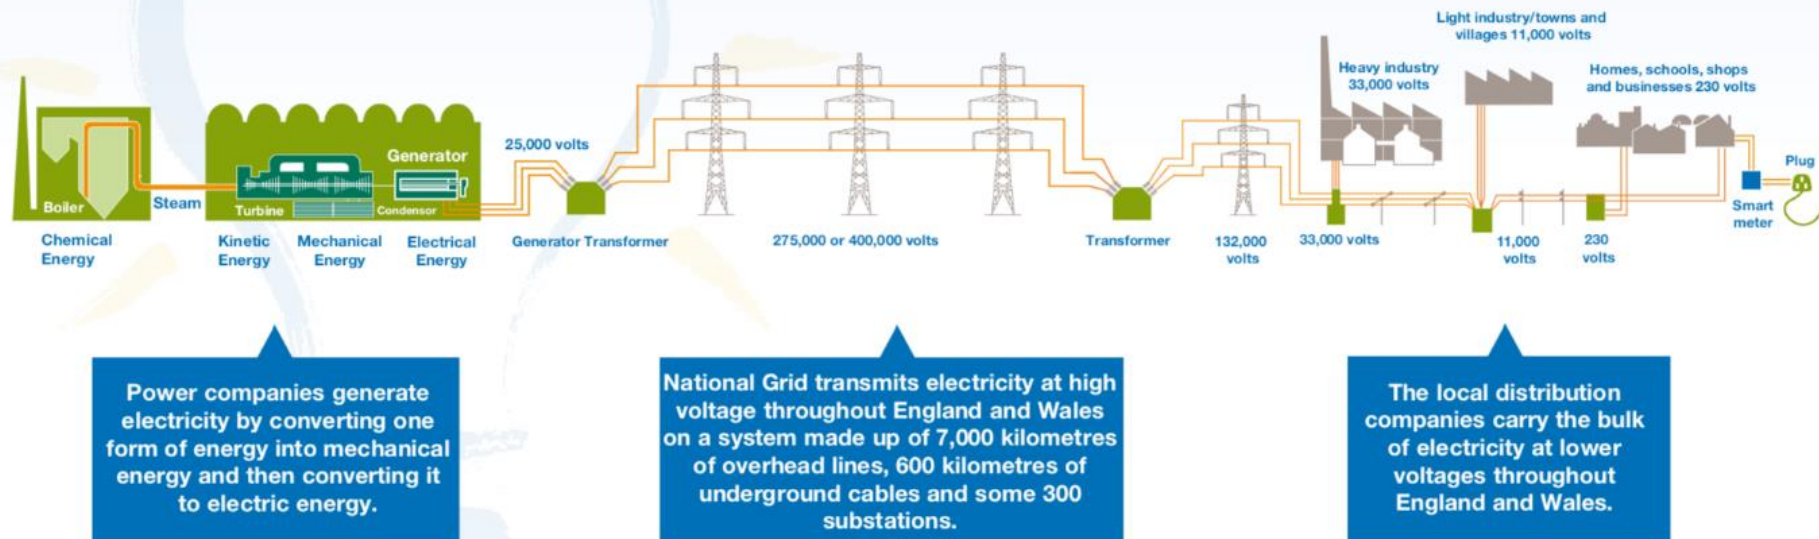 Light industry/towns and
villages 11,000 volts
Heavy industry
33,000 volts
Homes, schools, shops
and businesses 230 volts
25,000 volts
Generator
Plug
Boiler
Steam
Turbine
Condensor
Smart
meter
Chemical
Energy
Kinetic
Energy
Mechanical
Energy
Electrical
Energy
Generator Transformer
275,000 or 400,000 volts
Transformer
132,000
volts
33,000 volts
11,000
volts
230
volts
Power companies generate
electricity by converting one
form of energy into mechanical
energy and then converting it
to electric energy.
National Grid transmits electricity at high
voltage throughout England and Wales
on a system made up of 7,000 kilometres
of overhead lines, 600 kilometres of
underground cables and some 300
substations.
The local distribution
companies carry the bulk
of electricity at lower
voltages throughout
England and Wales.